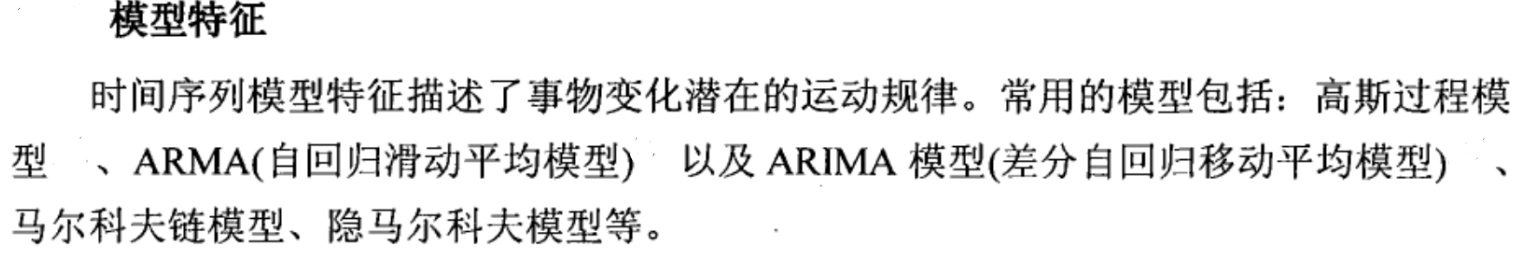 模型特征
时间序列模型特征描述了事物变化潜在的运动规律。常用的模型包括：高斯过程模
型 、ARMA(自回归滑动平均模型) 以及 ARIMA 模型(差分自回归移动平均模型) 、
马尔科夫链模型、隐马尔科夫模型等。